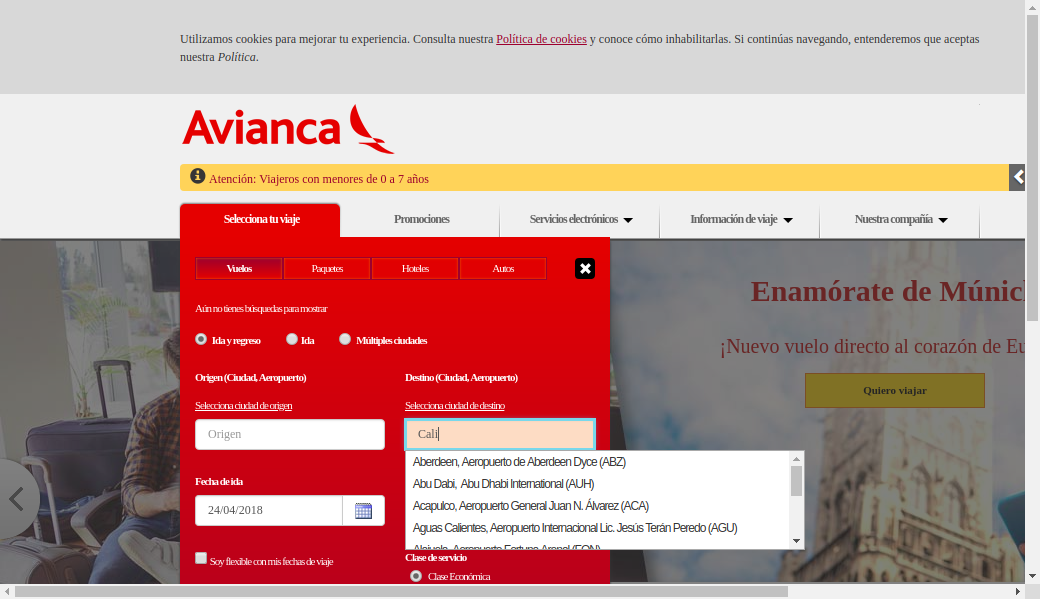 Utilizamos cookies para mejorar tu experiencia. Consulta nuestra Política de cookies y conoce cómo inhabilitarlas. Si continúas navegando, entenderemos que aceptas
nuestra Política.
Avianca
Atención: Viajeros con menores de 0 a 7 años
Selecciona tu viaje
Promociones
Servicios electrónicos
Información de viaje
Nuestra compañía
Vuelos
Paquetes
Hoteles
Autos
Aún no tienes búsquedas para mostrar
Ida y regreso
Ida
Múltiples ciudades
Origen (Ciudad, Aeropuerto)
Destino (Ciudad, Aeropuerto)
Selecciona ciudad de origen
Selecciona ciudad de destino
Origen
Cali
Aberdeen, Aeropuerto de Aberdeen Dyce (ABZ)
Abu Dabi, Abu Dhabi International (AUH)
Acapulco, Aeropuerto General Juan N. Álvarez (ACA)
Aguas Calientes, Aeropuerto Internacional Lic. Jesús Terán Peredo (AGU)
Fecha de ida
24/04/2018
Soy flexible con mis fechas de viaje
Clase de servicio
Clase Económica
Enamórate de Múnich
¡Nuevo vuelo directo al corazón de Eu
Quiero viajar